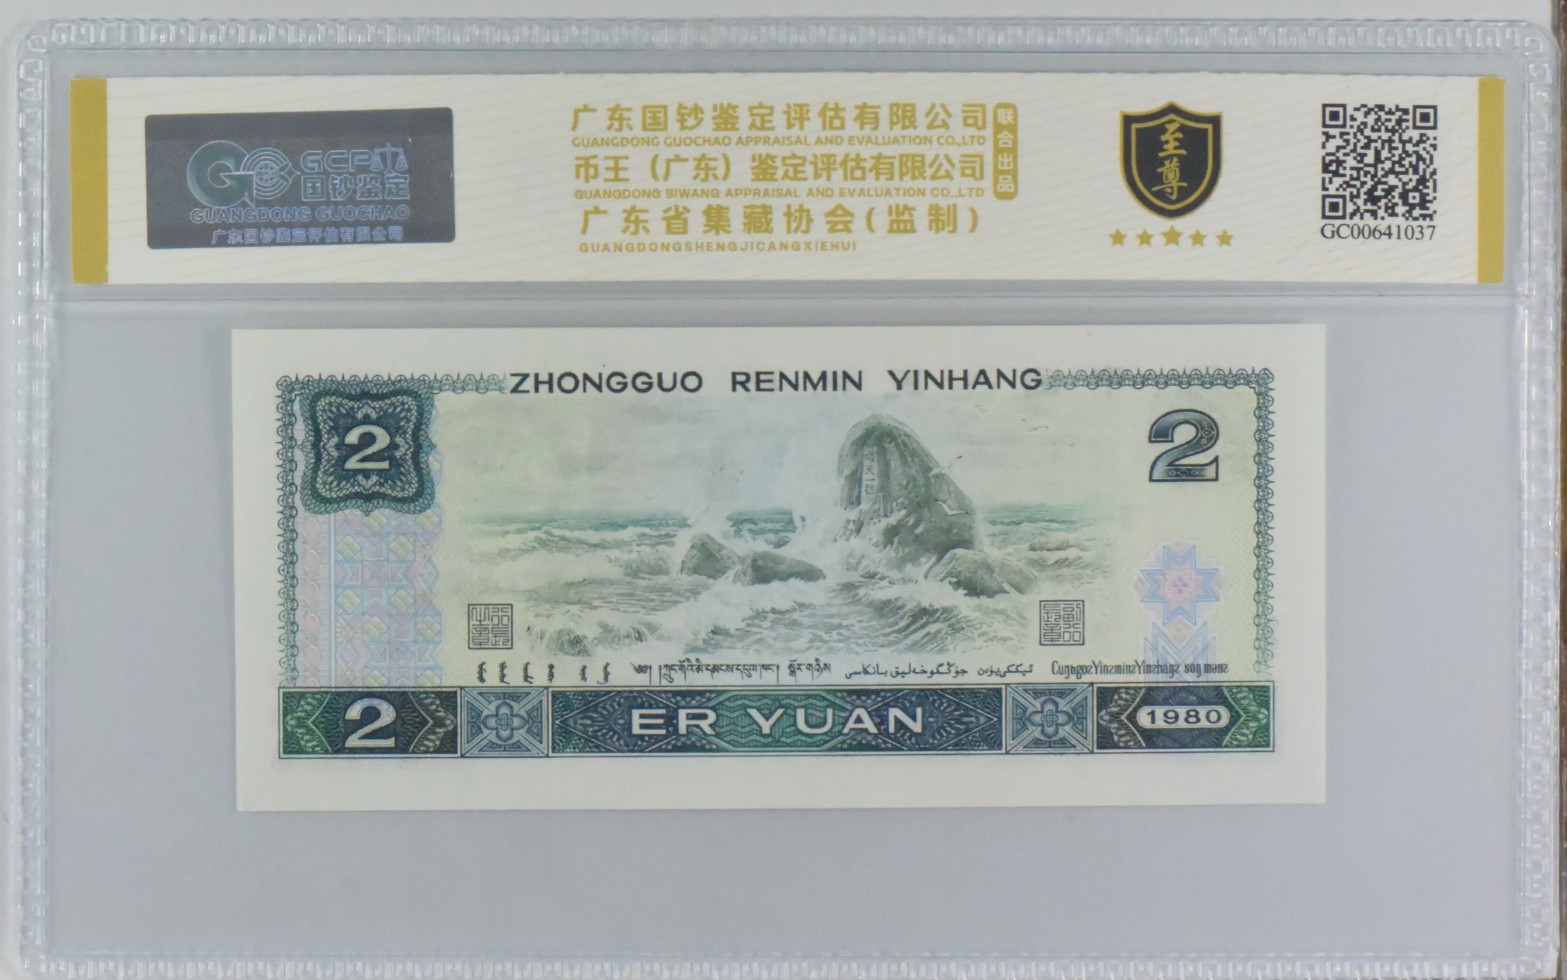 GCP
国钞鉴定
GUANGDONG GUOCHAO
广东国钞鉴定评估有限公司
广东国钞鉴定评估有限公司
GUANGDONG GUOCHAO APPRAISAL AND EVALUATION CO.,LTD
币王（广东）鉴定评估有限公司
GUANGDONG BIWANG APPRAISAL AND EVALUATION CO.,LTD
广东省集藏协会(监制)
GUANGDONGSHENGJICANGXIEHUI
联合出品
至尊
GC00641037
ZHONGGUO RENMIN YINHANG
2
2
2
ER YUAN
1980